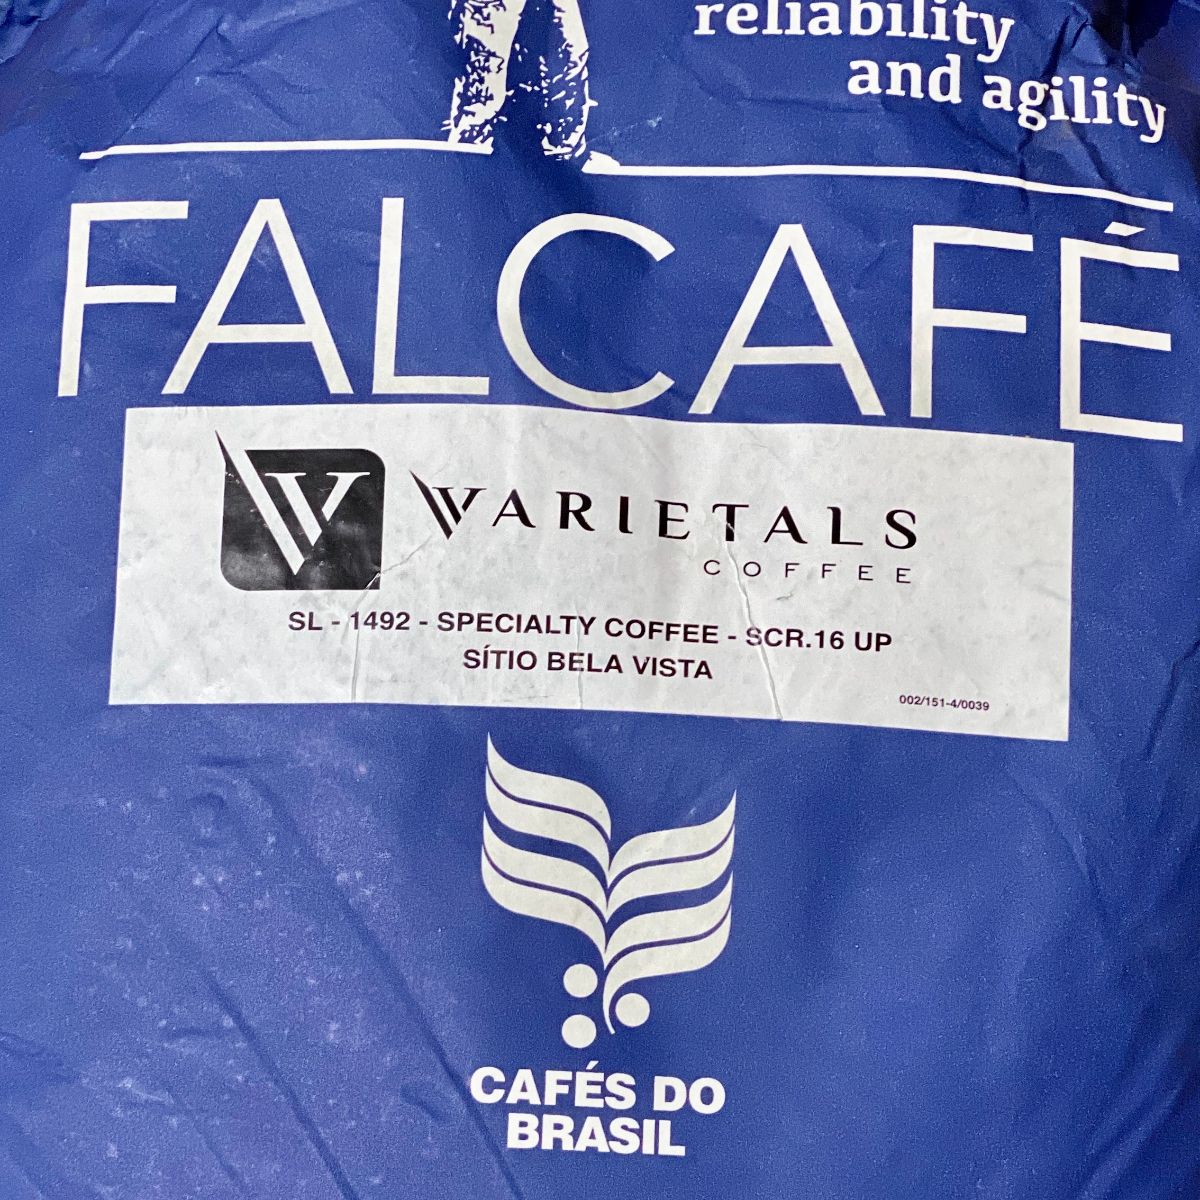 reliability
and agility
FALCAFÉ
V
VARIETALS
COFFEE
SL - 1492 - SPECIALTY COFFEE - SCR.16 UP
SÍTIO BELA VISTA
002/151-4/0039
CAFÉS DO
BRASIL